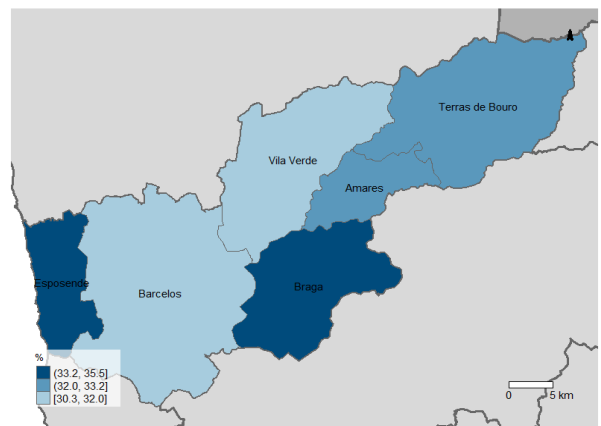 Terras de Bouro
Vila Verde
Amares
Esposende
Barcelos
Braga
%
(33.2, 35.5]
(32.0, 33.2]
[30.3, 32.0]
0 5 km